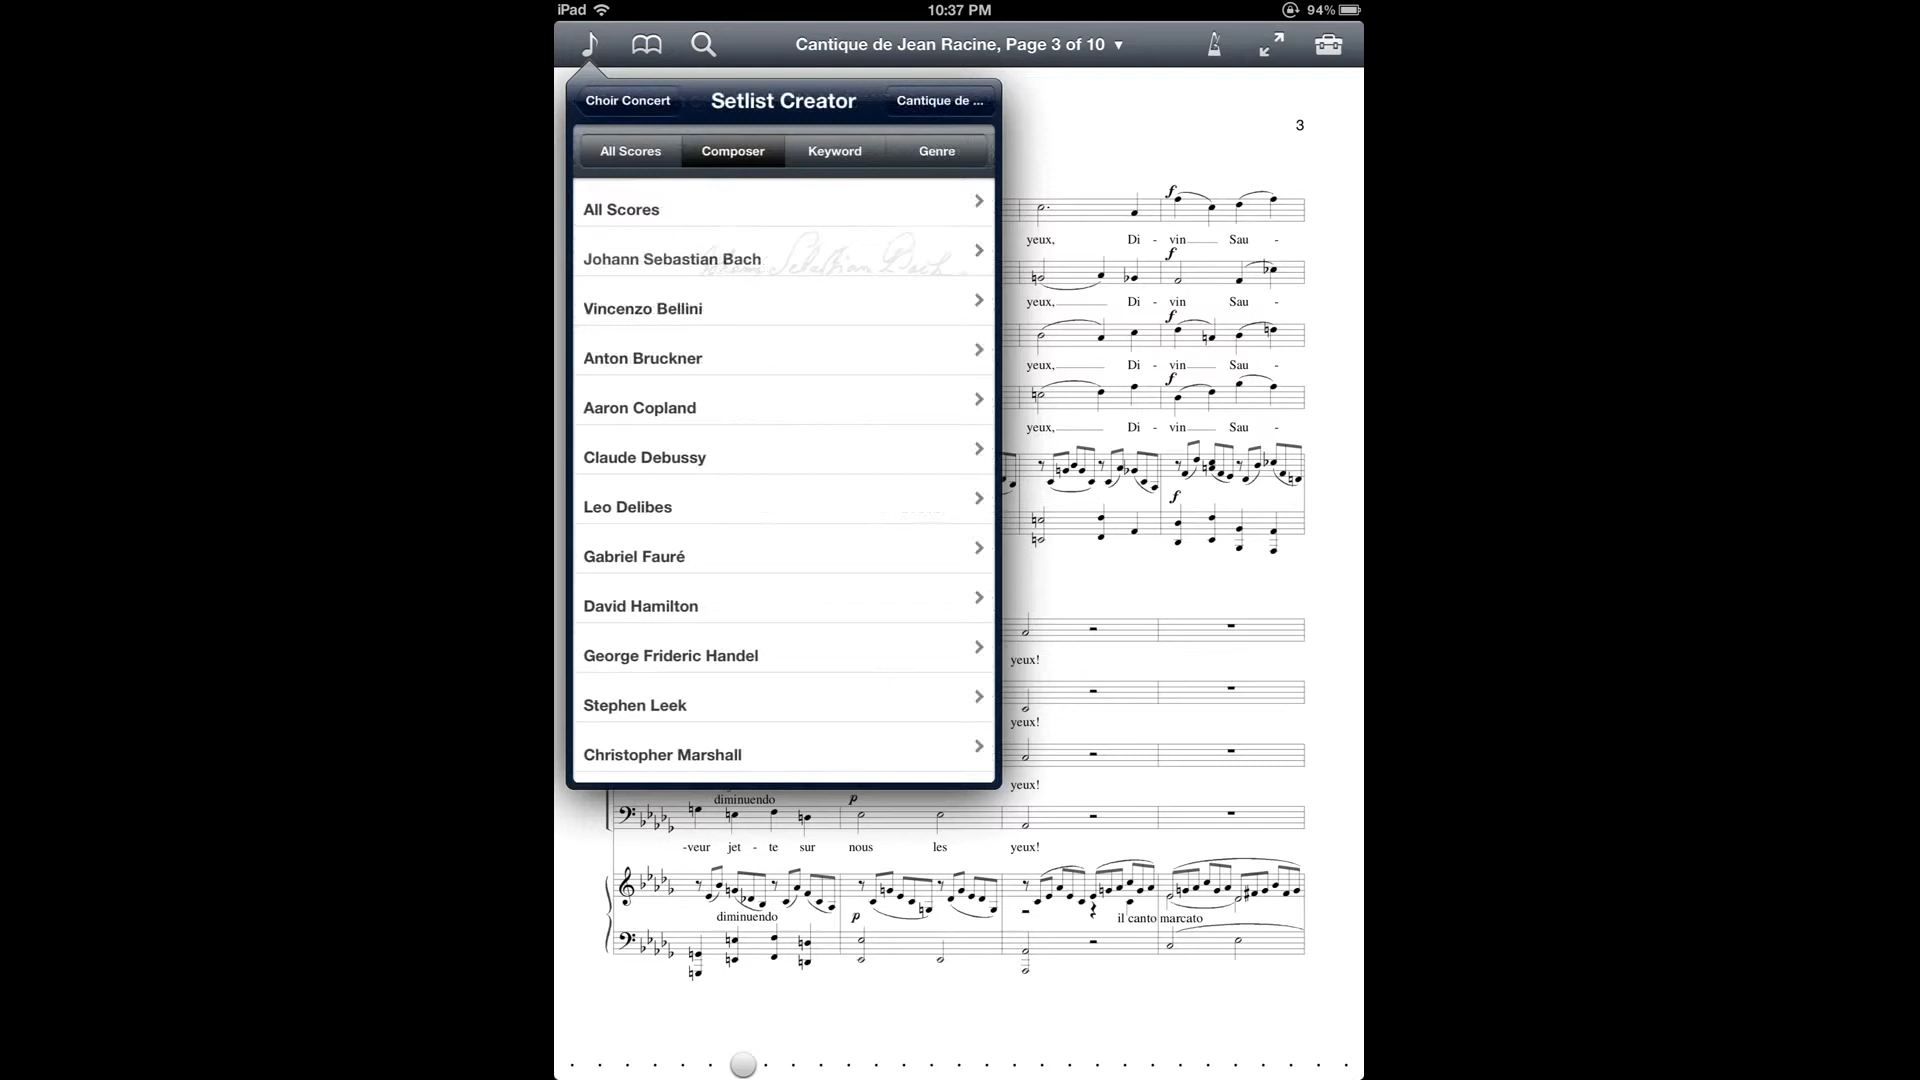 iPad 10:37 PM 94%
Cantique de Jean Racine, Page 3 of 10 ▼
Choir Concert Setlist Creator Cantique de ...
All Scores Composer Keyword Genre
3
All Scores
Johann Sebastian Bach
Johann Sebastian Bach
Vincenzo Bellini
Anton Bruckner
Aaron Copland
Claude Debussy
Leo Delibes
Gabriel Fauré
David Hamilton
George Frideric Handel
Stephen Leek
Christopher Marshall
f
yeux, Di - vin Sau -
f
yeux, Di - vin Sau -
f
yeux, Di - vin Sau -
f
yeux, Di - vin Sau -
f
yeux!
yeux!
yeux!
diminuendo p
-veur jet - te sur nous les yeux!
diminuendo p il canto marcato